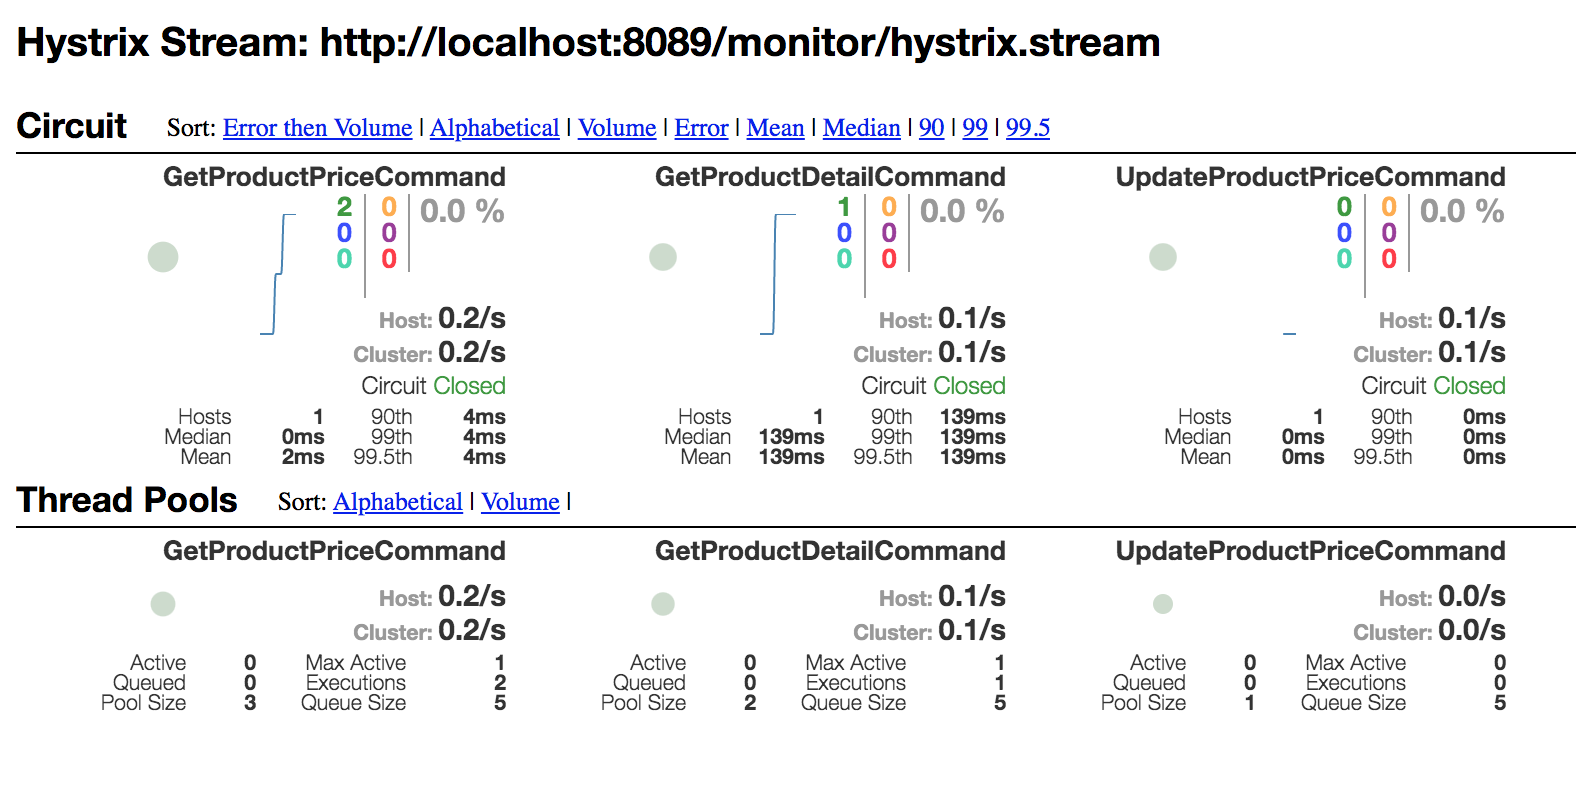 Hystrix Stream: http://localhost:8089/monitor/hystrix.stream
Circuit Sort: Error then Volume | Alphabetical | Volume | Error | Mean | Median | 90 | 99 | 99.5
GetProductPriceCommand GetProductDetailCommand UpdateProductPriceCommand
2 0 0.0 % 1 0 0.0 % 0 0 0.0 %
0 0 0 0 0 0
0 0 0 0 0 0
Host: 0.2/s Host: 0.1/s Host: 0.1/s
Cluster: 0.2/s Cluster: 0.1/s Cluster: 0.1/s
Circuit Closed Circuit Closed Circuit Closed
Hosts 1 90th 4ms Hosts 1 90th 139ms Hosts 1 90th 0ms
Median 0ms 99th 4ms Median 139ms 99th 139ms Median 0ms 99th 0ms
Mean 2ms 99.5th 4ms Mean 139ms 99.5th 139ms Mean 0ms 99.5th 0ms
Thread Pools Sort: Alphabetical | Volume |
GetProductPriceCommand GetProductDetailCommand UpdateProductPriceCommand
Host: 0.2/s Host: 0.1/s Host: 0.0/s
Cluster: 0.2/s Cluster: 0.1/s Cluster: 0.0/s
Active 0 Max Active 1 Active 0 Max Active 1 Active 0 Max Active 0
Queued 0 Executions 2 Queued 0 Executions 1 Queued 0 Executions 0
Pool Size 3 Queue Size 5 Pool Size 2 Queue Size 5 Pool Size 1 Queue Size 5